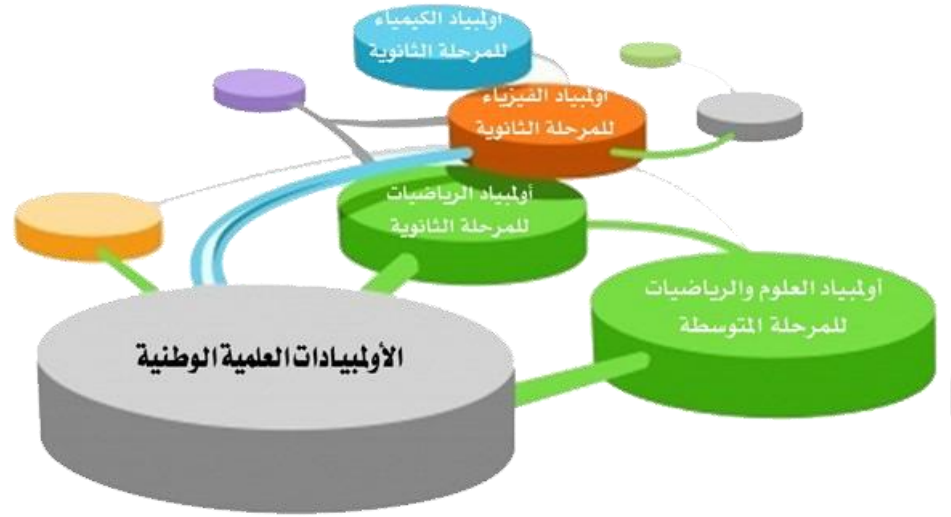 أولمبياد الكيمياء
للمرحلة الثانوية
أولمبياد الفيزياء
للمرحلة الثانوية
أولمبياد الرياضيات
للمرحلة الثانوية
أولمبياد العلوم والرياضيات
للمرحلة المتوسطة
الأولمبيادات العلمية الوطنية